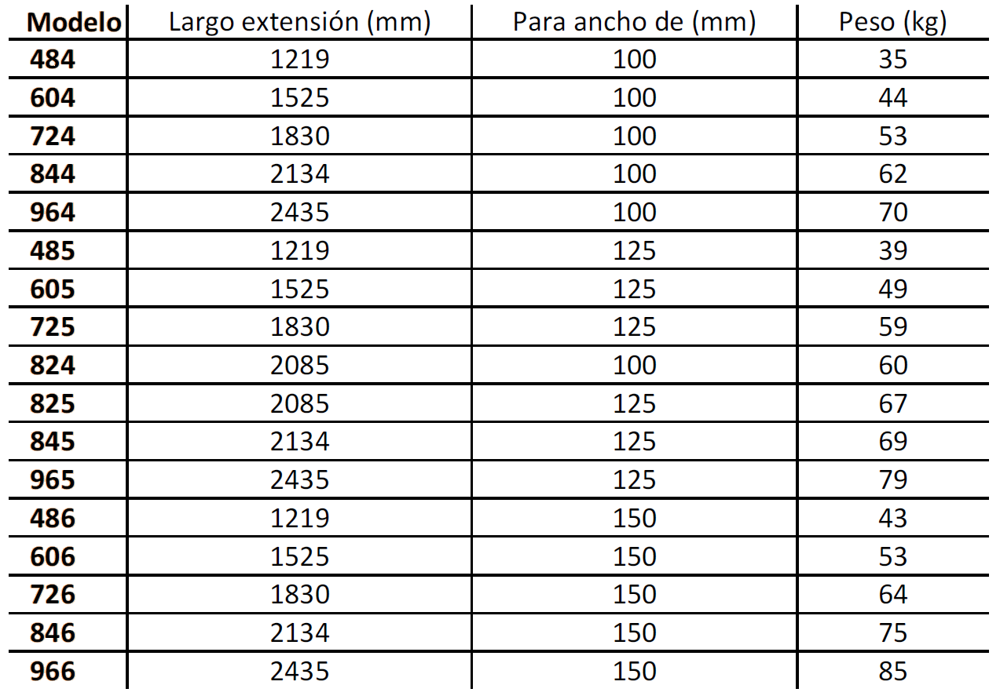 Modelo Largo extensión (mm) Para ancho de (mm) Peso (kg)
484 1219 100 35
604 1525 100 44
724 1830 100 53
844 2134 100 62
964 2435 100 70
485 1219 125 39
605 1525 125 49
725 1830 125 59
824 2085 100 60
825 2085 125 67
845 2134 125 69
965 2435 125 79
486 1219 150 43
606 1525 150 53
726 1830 150 64
846 2134 150 75
966 2435 150 85